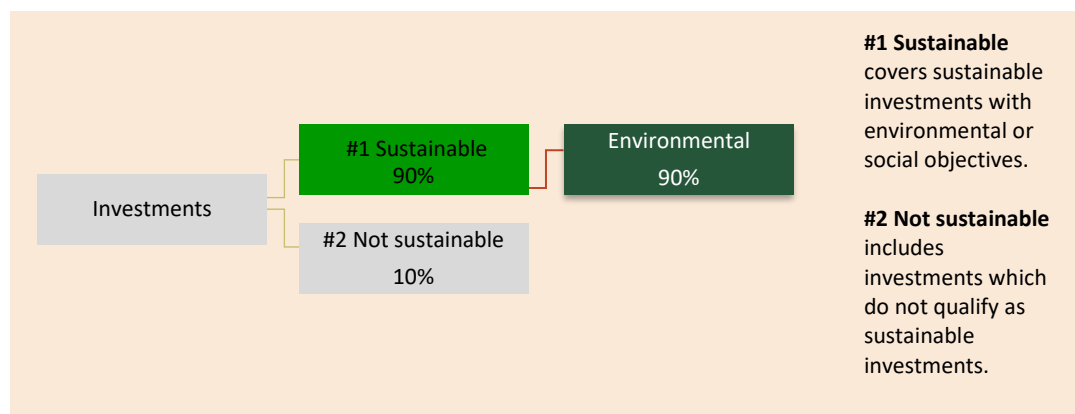 Investments
#1 Sustainable
90%
Environmental
90%
#2 Not sustainable
10%
#1 Sustainable
covers sustainable
investments with
environmental or
social objectives.
#2 Not sustainable
includes
investments which
do not qualify as
sustainable
investments.